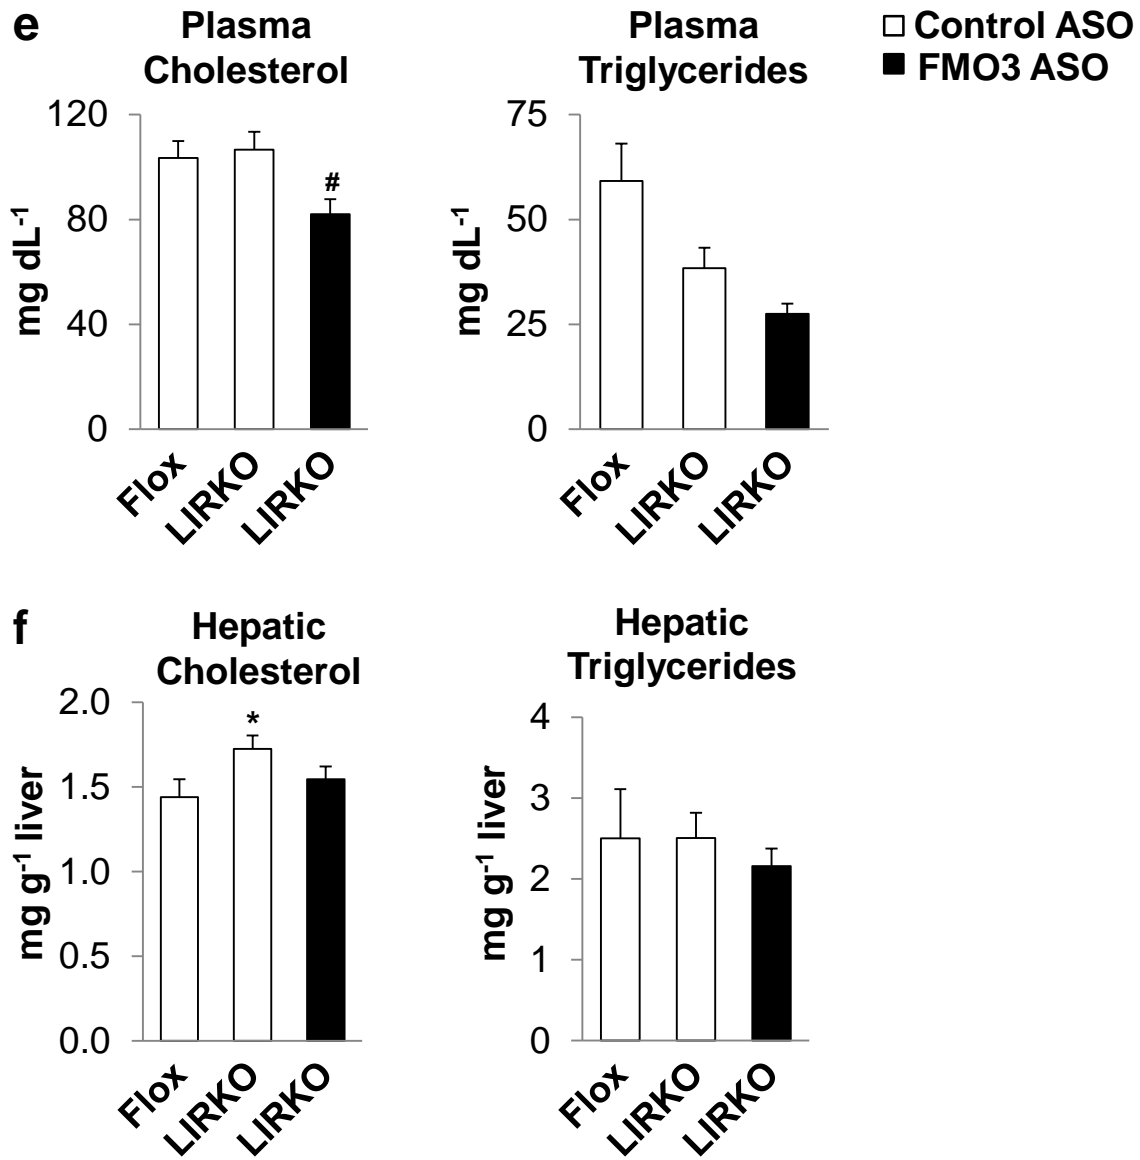 e
Plasma
Cholesterol
Plasma
Triglycerides
Control ASO
FMO3 ASO
120
80
40
0
mg dL-1
#
Flox
LIRKO
LIRKO
75
50
25
0
mg dL-1
Flox
LIRKO
LIRKO
f
Hepatic
Cholesterol
2.0
1.5
1.0
0.5
0.0
mg g-1 liver
*
Flox
LIRKO
LIRKO
Hepatic
Triglycerides
4
3
2
1
0
mg g-1 liver
Flox
LIRKO
LIRKO